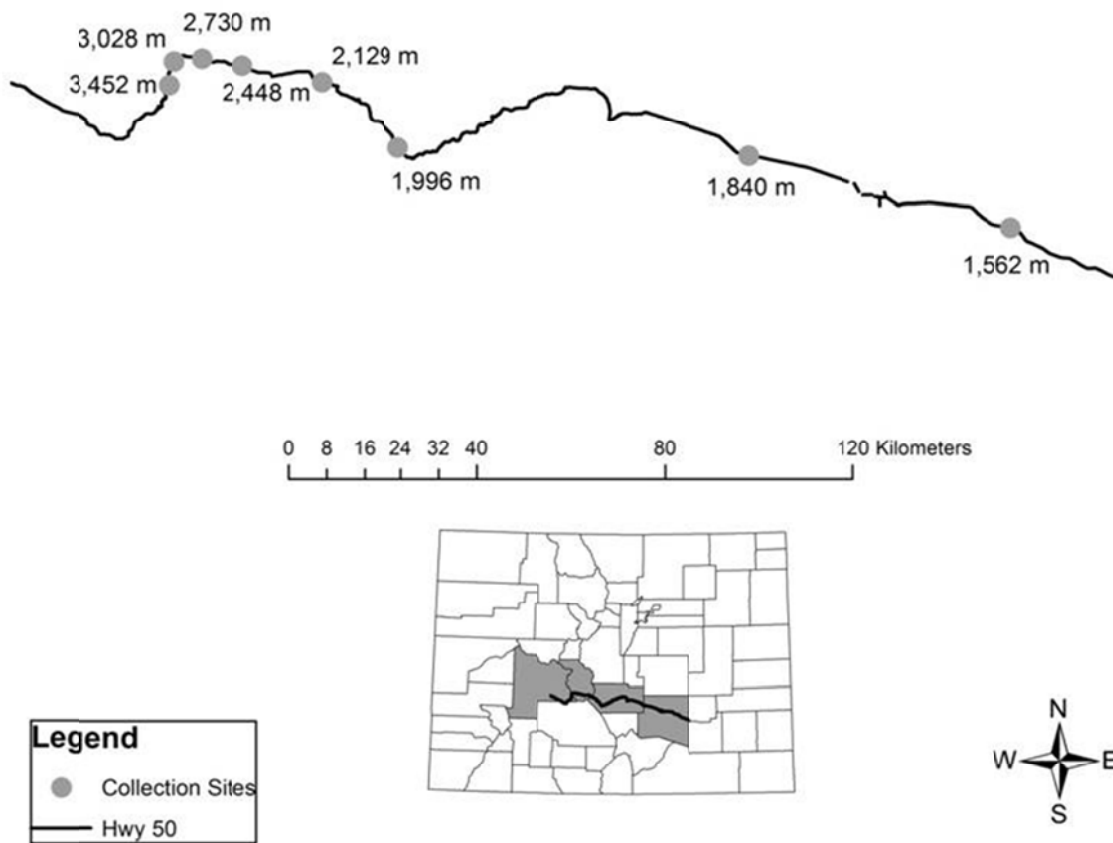 2,730 m
3,028 m
2,129 m
3,452 m
2,448 m
1,996 m
1,840 m
1,562 m
0 8 16 24 32 40 80 120 Kilometers
Legend
Collection Sites
Hwy 50
N
W E
S